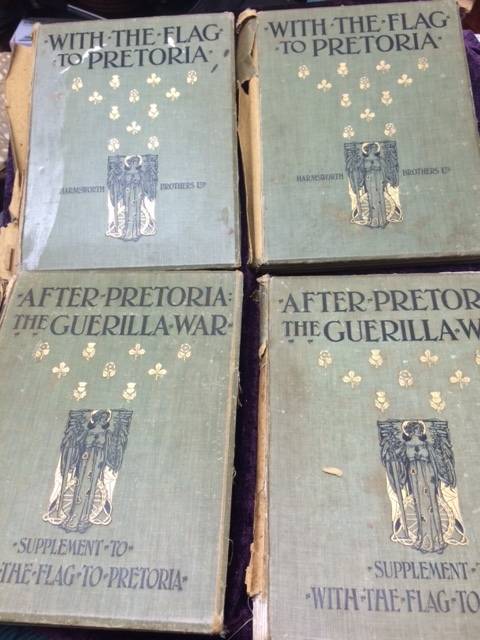 WITH·THE·FLAG
TO·PRETORIA
HARMSWORTH BROTHERS LTD
WITH·THE·FLAG
TO·PRETORIA
HARMSWORTH BROTHERS LTD
·AFTER·PRETORIA:
THE·GUERILLA·WAR·
·SUPPLEMENT·TO·
THE·FLAG·TO·PRETORIA·
·AFTER·PRETOR
THE·GUERILLA·W
·SUPPLEMENT·
·WITH·THE·FLAG·TO